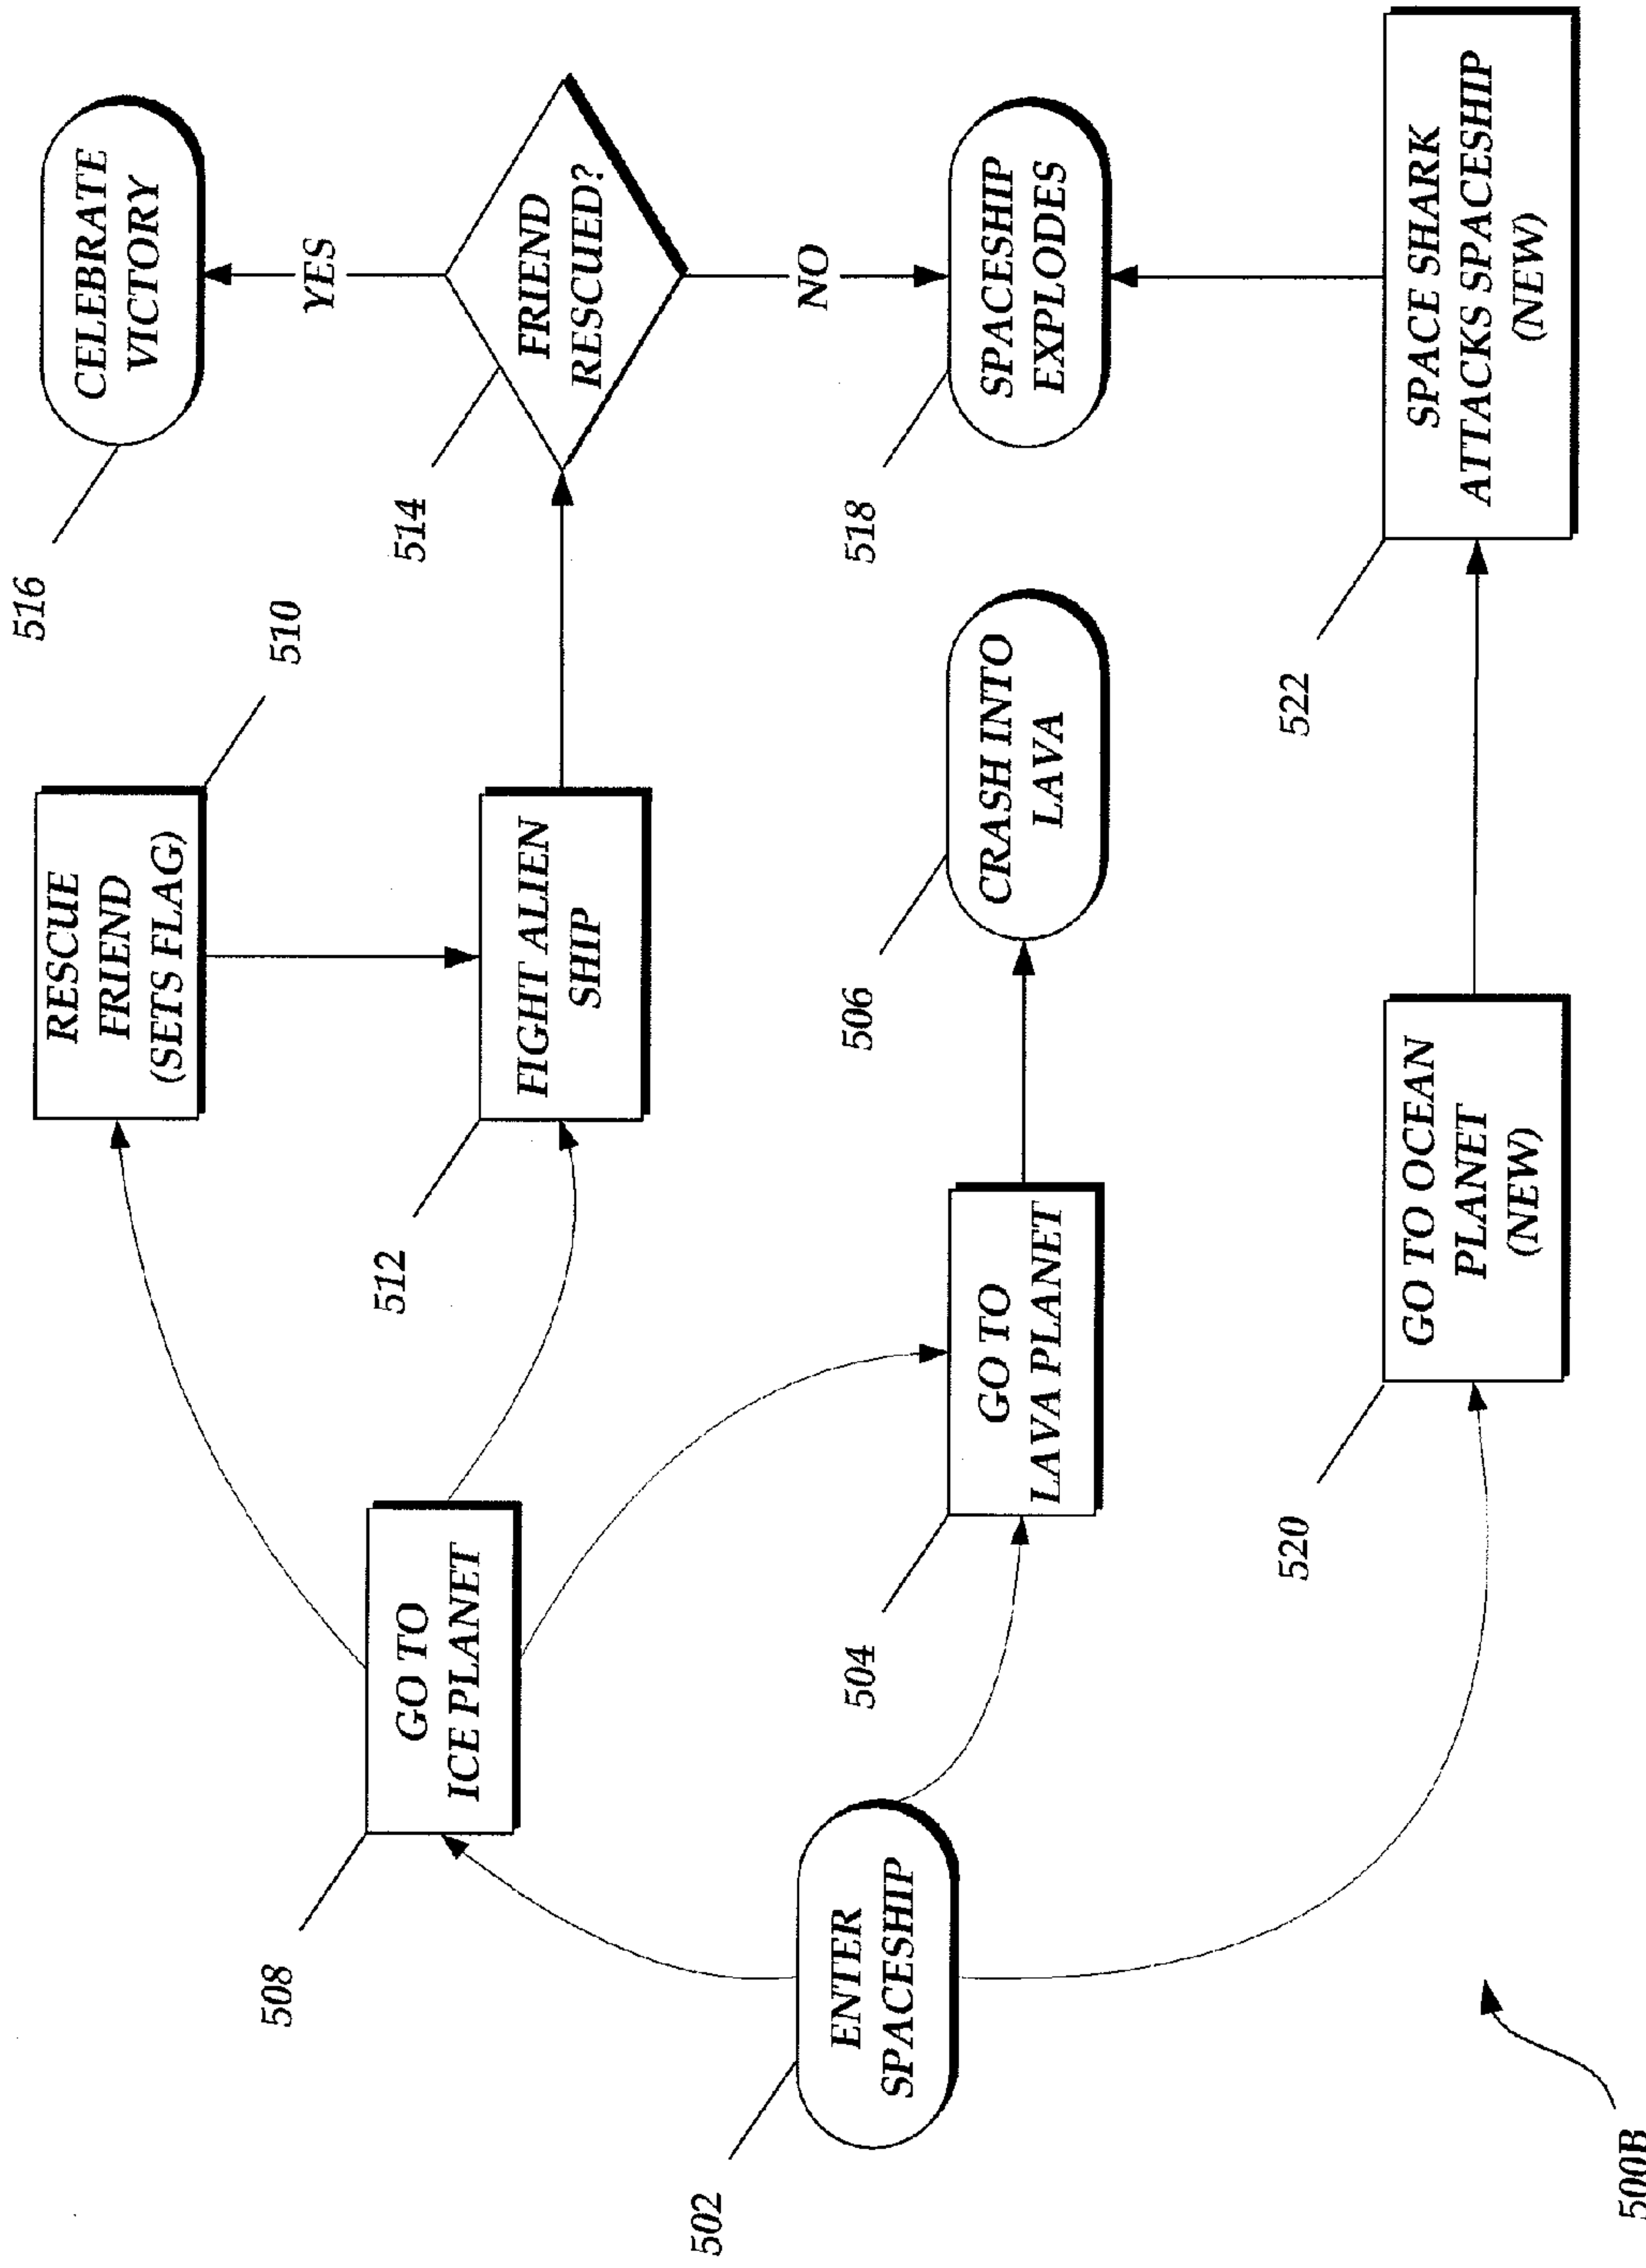 516
CELEBRATE
VICTORY
RESCUE
FRIEND
(SETS FLAG)
510
YES
508
GO TO
ICE PLANET
512
FIGHT ALIEN
SHIP
514
FRIEND
RESCUED?
NO
502
ENTER
SPACESHIP
504
GO TO
LAVA PLANET
506
CRASH INTO
LAVA
518
SPACESHIP
EXPLODES
520
GO TO OCEAN
PLANET
(NEW)
522
SPACE SHARK
ATTACKS SPACESHIP
(NEW)
500B